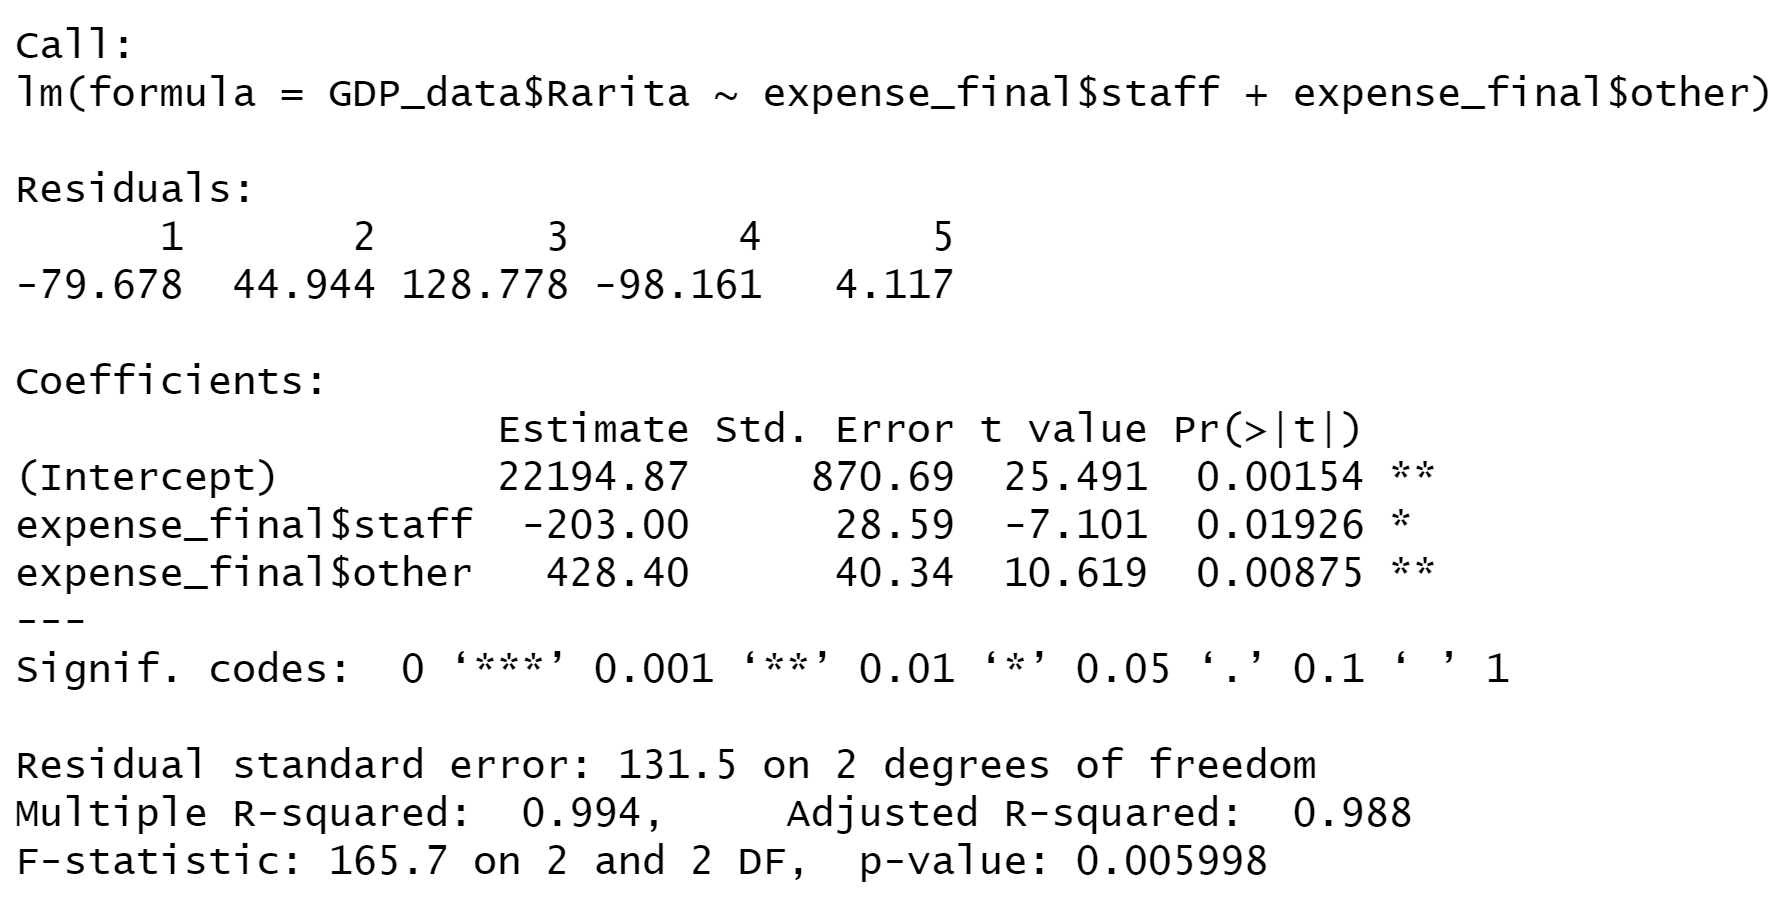 Call:
lm(formula = GDP_data$Rarita ~ expense_final$staff + expense_final$other)
Residuals:
1 2 3 4 5
-79.678 44.944 128.778 -98.161 4.117
Coefficients:
Estimate Std. Error t value Pr(>|t|)
(Intercept) 22194.87 870.69 25.491 0.00154 **
expense_final$staff -203.00 28.59 -7.101 0.01926 *
expense_final$other 428.40 40.34 10.619 0.00875 **
---
Signif. codes: 0 ‘***’ 0.001 ‘**’ 0.01 ‘*’ 0.05 ‘.’ 0.1 ‘ ’ 1
Residual standard error: 131.5 on 2 degrees of freedom
Multiple R-squared: 0.994, Adjusted R-squared: 0.988
F-statistic: 165.7 on 2 and 2 DF, p-value: 0.005998